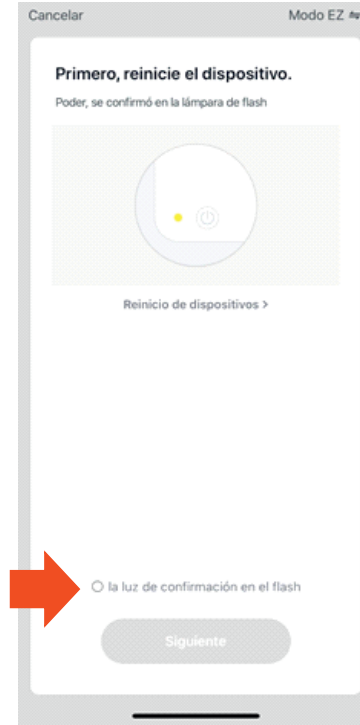 Cancelar
Modo EZ
Primero, reinicie el dispositivo.
Poder, se confirmó en la lámpara de flash
Reinicio de dispositivos >
la luz de confirmación en el flash
Siguiente